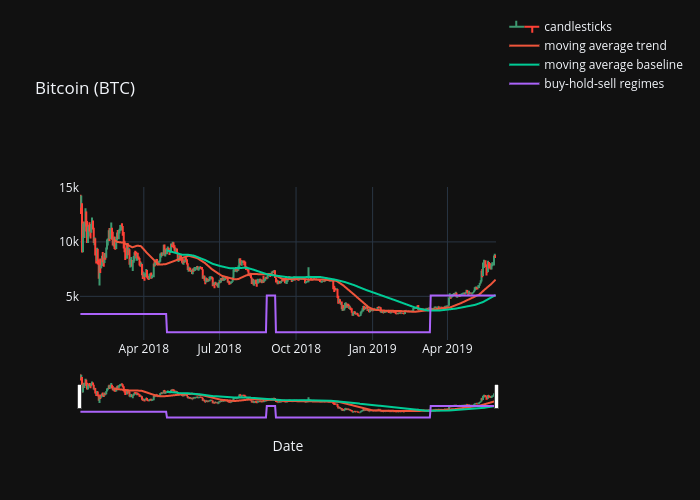 candlesticks
moving average trend
moving average baseline
buy-hold-sell regimes
Bitcoin (BTC)
15k
10k
5k
Apr 2018 Jul 2018 Oct 2018 Jan 2019 Apr 2019
Date